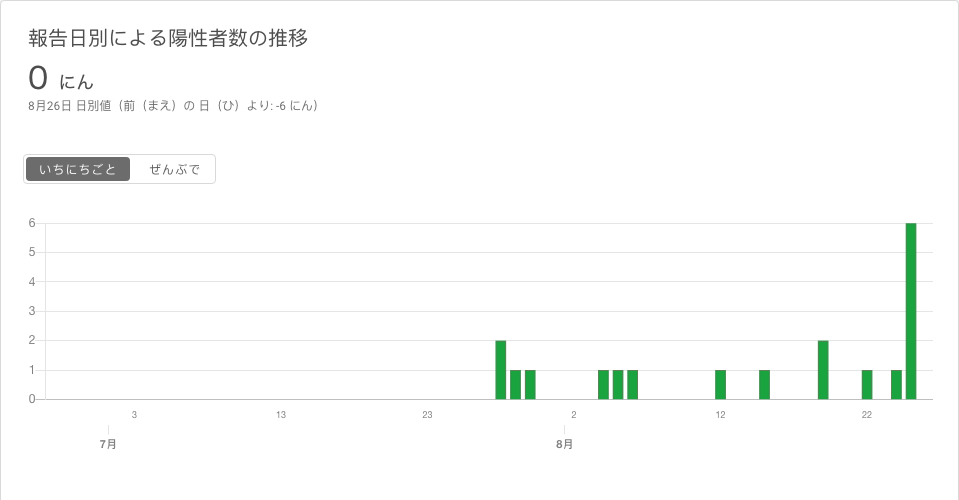 報告日別による陽性者数の推移
0 にん
8月26日 日別値（前（まえ）の 日（ひ）より: -6 にん）
いちにちごと ぜんぶで
6
5
4
3
2
1
0
3 13 23 2 12 22
7月 8月